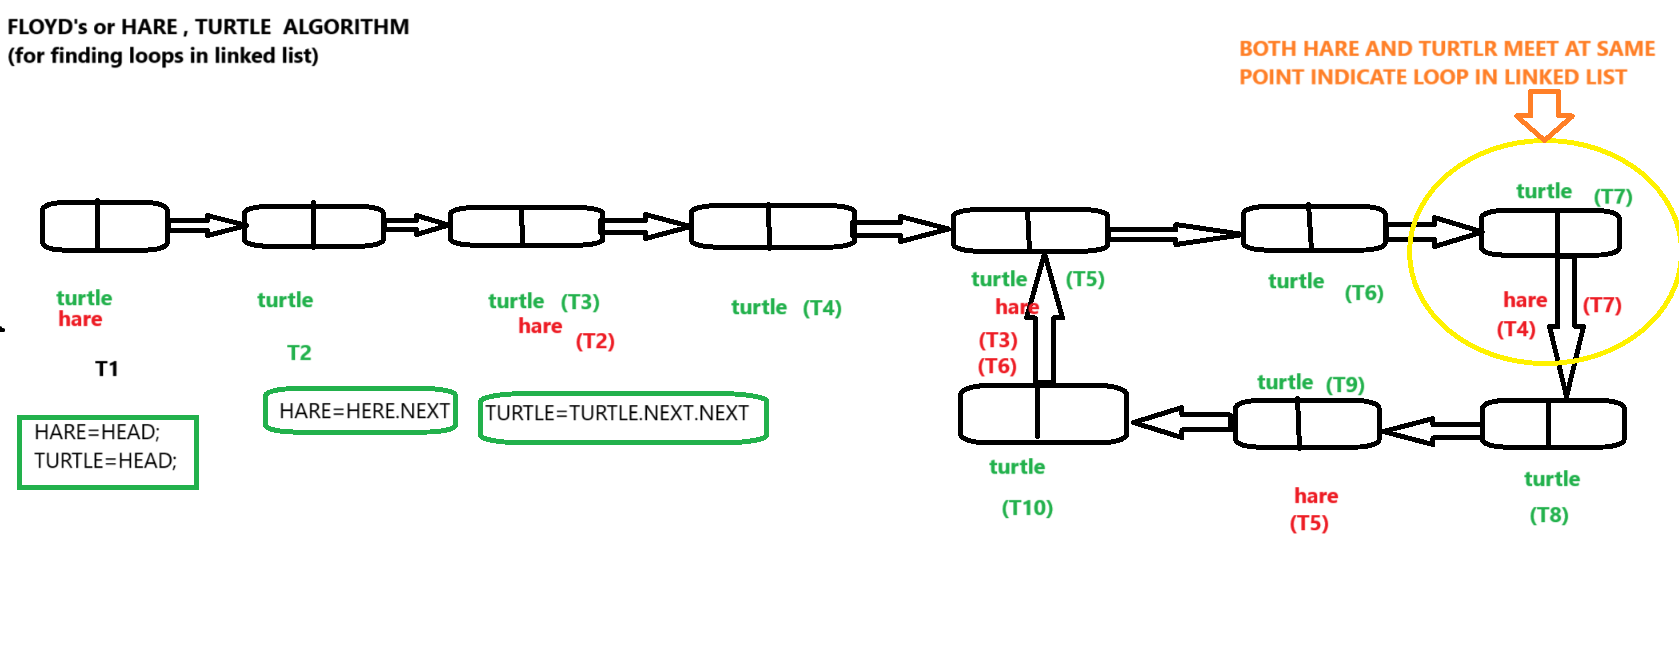 FLOYD's or HARE , TURTLE ALGORITHM
(for finding loops in linked list)
BOTH HARE AND TURTLR MEET AT SAME
POINT INDICATE LOOP IN LINKED LIST
turtle (T7)
turtle
hare
T1
turtle
T2
turtle (T3)
hare
(T2)
turtle (T4)
turtle (T5)
hare
(T3)
(T6)
turtle
(T6)
hare (T7)
(T4)
HARE=HEAD;
TURTLE=HEAD;
HARE=HERE.NEXT
TURTLE=TURTLE.NEXT.NEXT
turtle (T9)
turtle
(T10)
hare
(T5)
turtle
(T8)